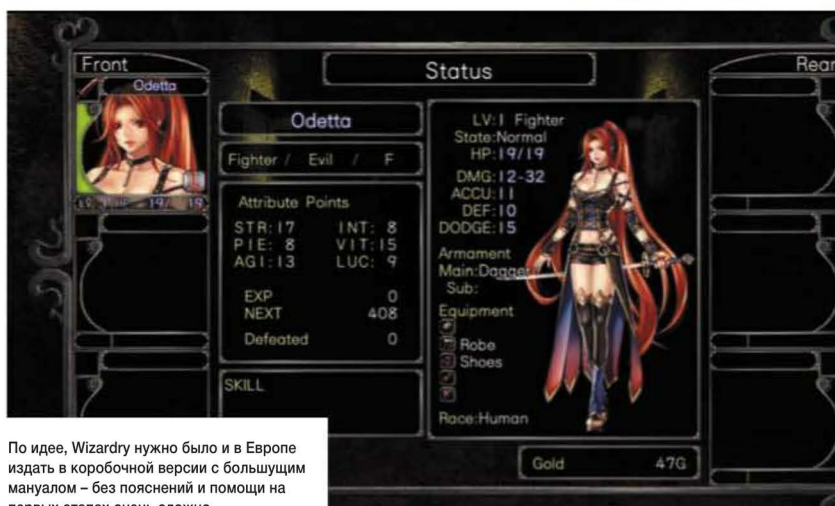 Front
Status
Rear
Odetta
Odetta
Fighter / Evil / F
Attribute Points
STR:17 INT: 8
PIE: 8 VIT:15
AGI:13 LUC: 9
EXP 0
NEXT 408
Defeated 0
SKILL
LV:1 Fighter
State:Normal
HP:19/19
DMG:12-32
ACCU:11
DEF:10
DODGE:15
Armament
Main:Dagger
Sub:
Equipment
Robe
Shoes
Race:Human
Gold 47G
По идее, Wizardry нужно было и в Европе
издать в коробочной версии с большущим
мануалом – без пояснений и помощи на